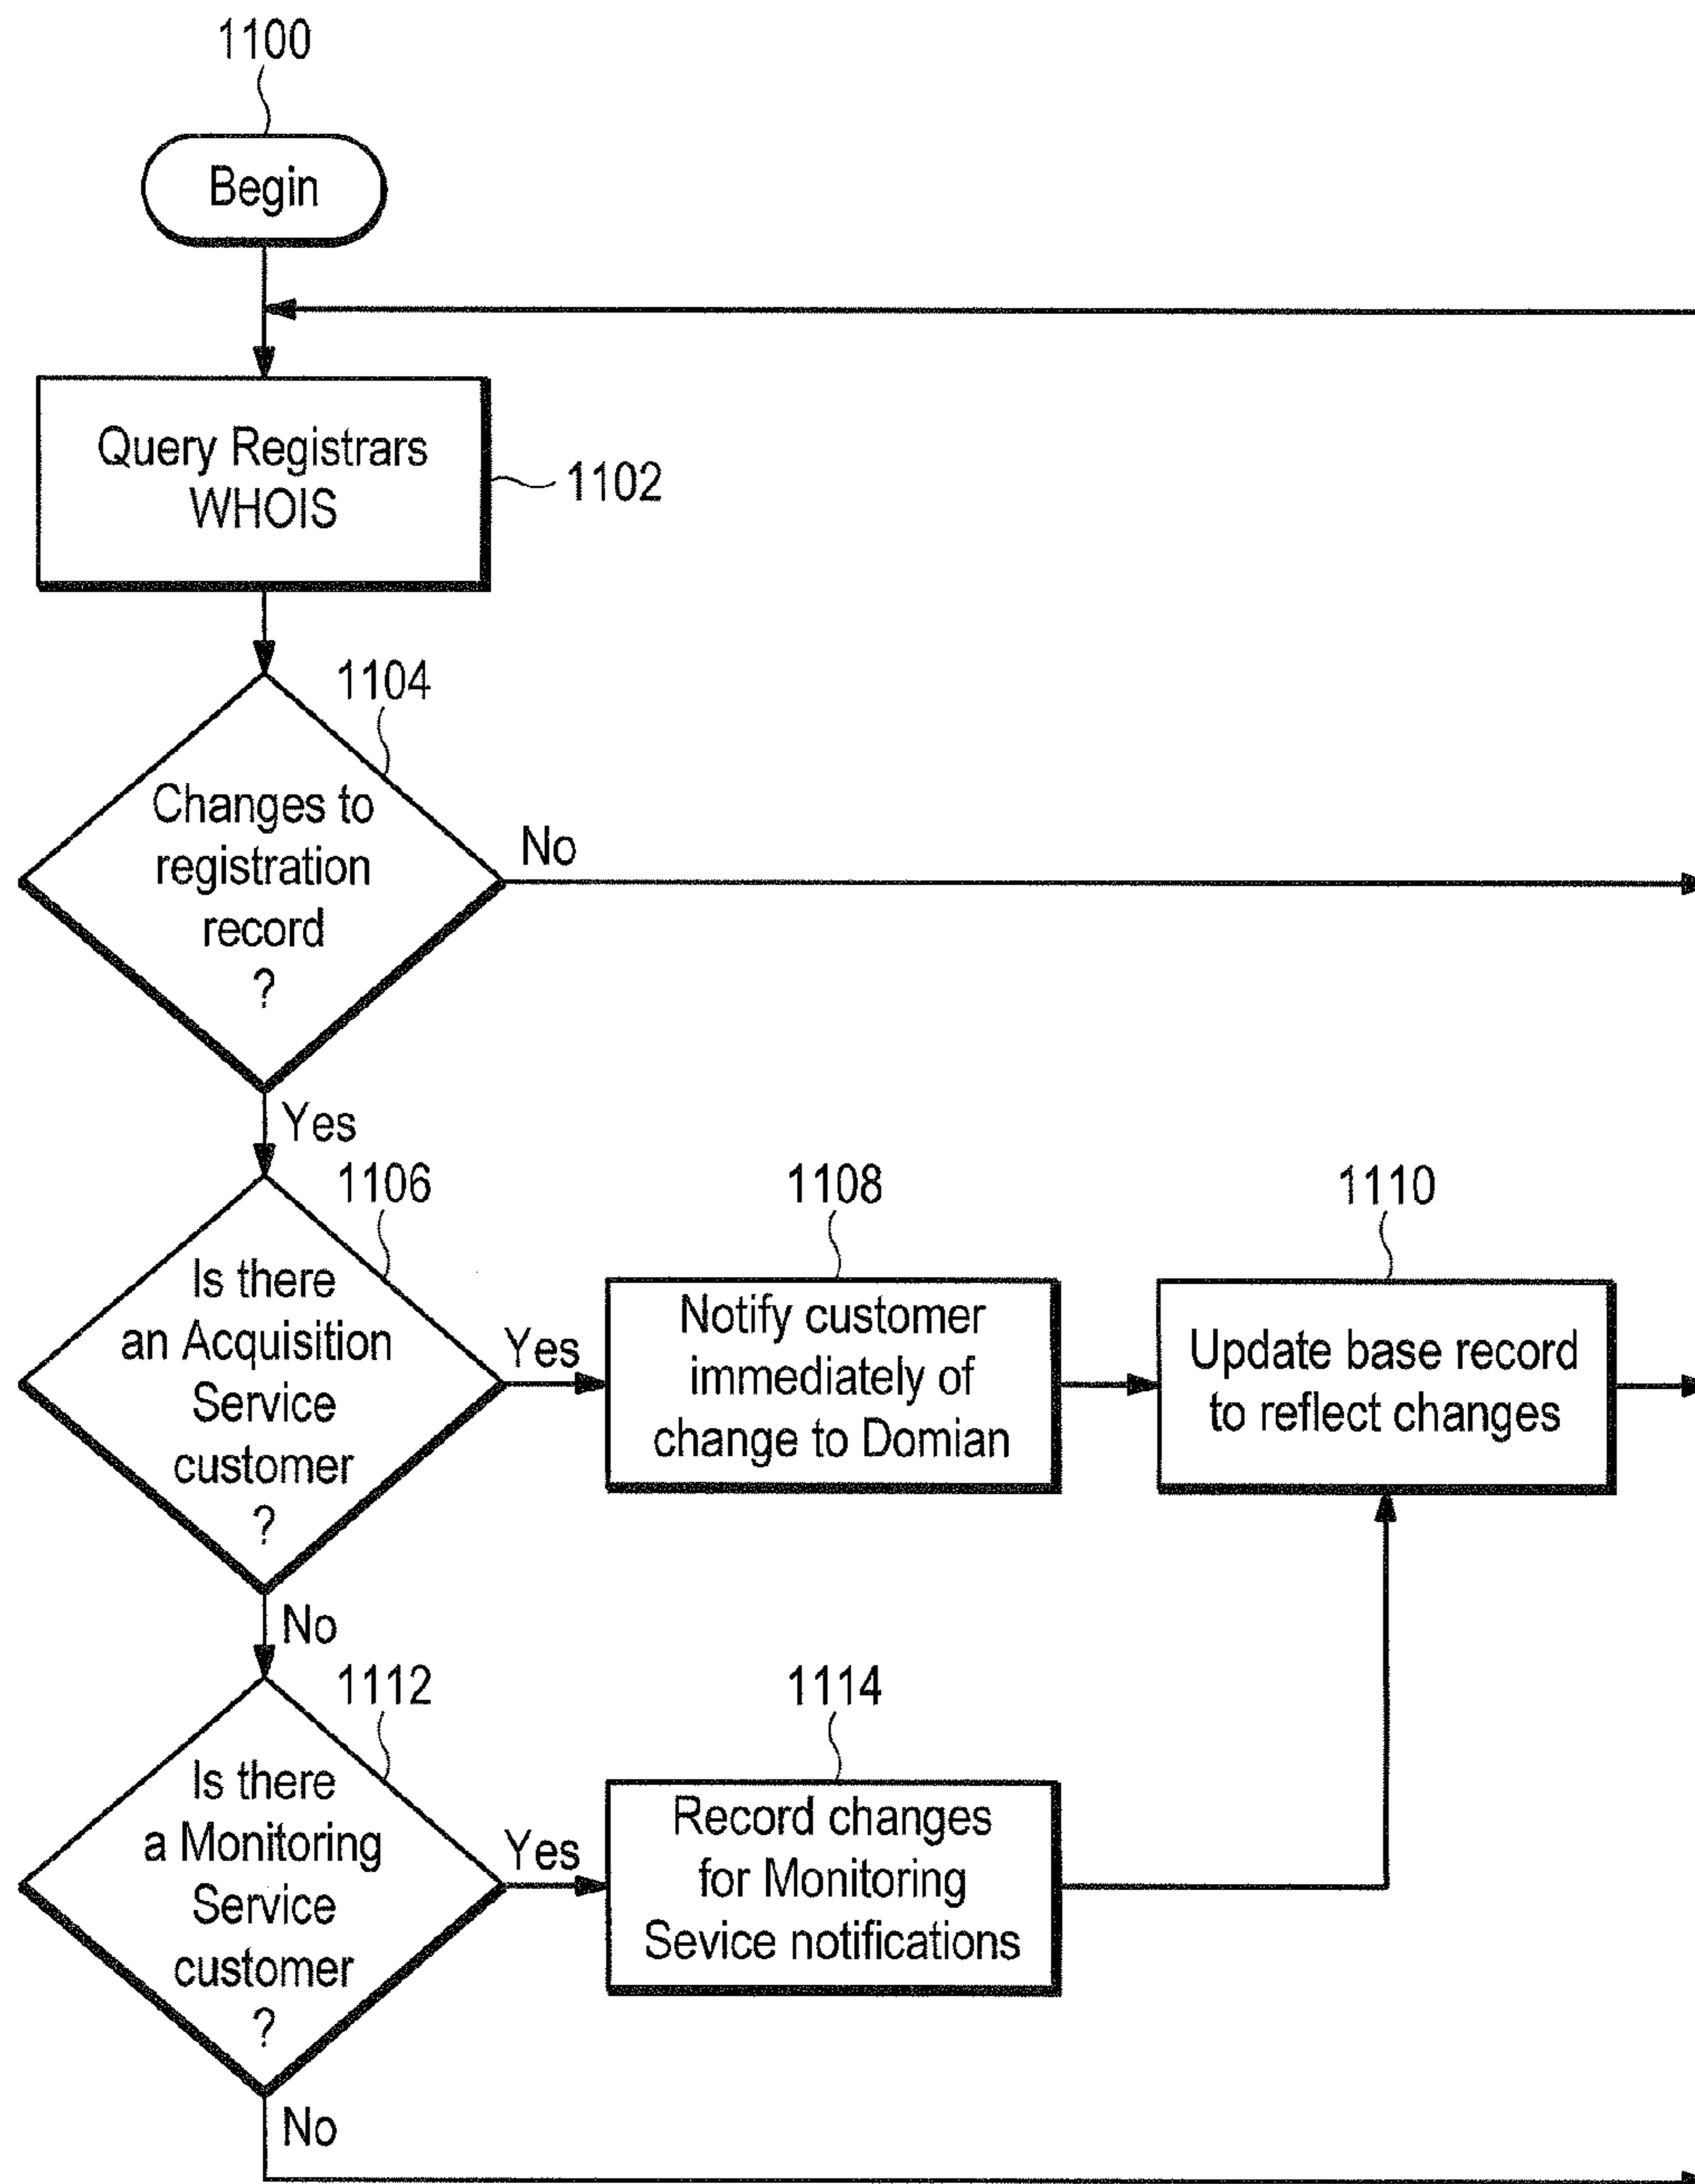 1100
Begin
Query Registrars
WHOIS
1102
1104
Changes to
registration
record
?
No
Yes
1106
Is there
an Acquisition
Service
customer
?
Yes
1108
Notify customer
immediately of
change to Domian
1110
Update base record
to reflect changes
No
1112
Is there
a Monitoring
Service
customer
?
Yes
1114
Record changes
for Monitoring
Sevice notifications
No